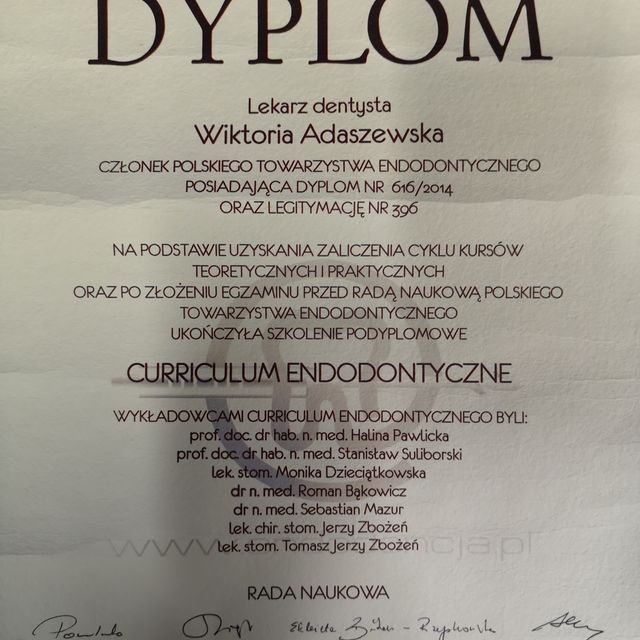 DYPLOM
Lekarz dentysta
Wiktoria Adaszewska
CZŁONEK POLSKIEGO TOWARZYSTWA ENDODONTYCZNEGO
POSIADAJĄCA DYPLOM NR 616/2014
ORAZ LEGITYMACJĘ NR 396
NA PODSTAWIE UZYSKANIA ZALICZENIA CYKLU KURSÓW
TEORETYCZNYCH I PRAKTYCZNYCH
ORAZ PO ZŁOŻENIU EGZAMINU PRZED RADĄ NAUKOWĄ POLSKIEGO
TOWARZYSTWA ENDODONTYCZNEGO
UKOŃCZYŁA SZKOLENIE PODYPLOMOWE
CURRICULUM ENDODONTYCZNE
WYKŁADOWCAMI CURRICULUM ENDODONTYCZNEGO BYLI:
prof. doc. dr hab. n. med. Halina Pawlicka
prof. doc. dr hab. n. med. Stanisław Suliborski
lek. stom. Monika Dzieciątkowska
dr n. med. Roman Bąkowicz
dr n. med. Sebastian Mazur
lek. chir. stom. Jerzy Zbożeń
lek. stom. Tomasz Jerzy Zbożeń
RADA NAUKOWA